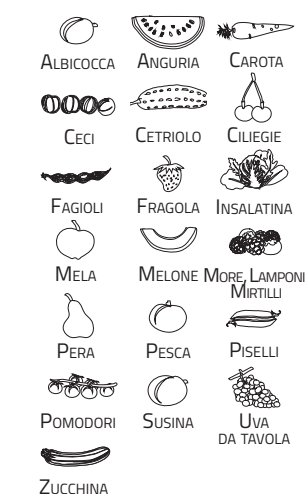 Albicocca Anguria Carota
Ceci Cetriolo Ciliegie
Fagioli Fragola Insalatina
Mela Melone More, Lamponi
Mirtilli
Pera Pesca Piselli
Pomodori Susina Uva
da tavola
Zucchina